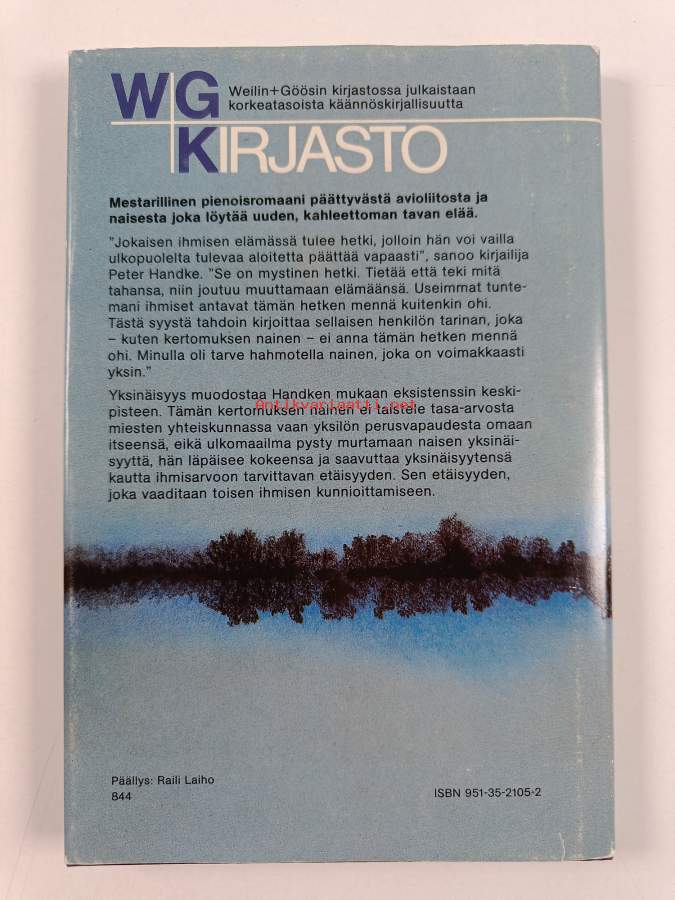 WG
Weilin+Göösin kirjastossa julkaistaan
korkeatasoista käännöskirjallisuutta
KIRJASTO
Mestarillinen pienoisromaani päättyvästä avioliitosta ja
naisesta joka löytää uuden, kahleettoman tavan elää.
"Jokaisen ihmisen elämässä tulee hetki, jolloin hän voi vailla
ulkopuolelta tulevaa aloitetta päättää vapaasti", sanoo kirjailija
Peter Handke. "Se on mystinen hetki. Tietää että teki mitä
tahansa, niin joutuu muuttamaan elämäänsä. Useimmat tunte-
mani ihmiset antavat tämän hetken mennä kuitenkin ohi.
Tästä syystä tahdoin kirjoittaa sellaisen henkilön tarinan, joka
– kuten kertomuksen nainen – ei anna tämän hetken mennä
ohi. Minulla oli tarve hahmotella nainen, joka on voimakkaasti
yksin."
Yksinäisyys muodostaa Handken mukaan eksistenssin keski-
pisteen. Tämän kertomuksen nainen ei taistele tasa-arvosta
Antikvariaatti.net
miesten yhteiskunnassa vaan yksilön perusvapaudesta omaan
itseensä, eikä ulkomaailma pysty murtamaan naisen yksinäi-
syyttä, hän läpäisee kokeensa ja saavuttaa yksinäisyytensä
kautta ihmisarvoon tarvittavan etäisyyden. Sen etäisyyden,
joka vaaditaan toisen ihmisen kunnioittamiseen.
Päällys: Raili Laiho
844
ISBN 951-35-2105-2